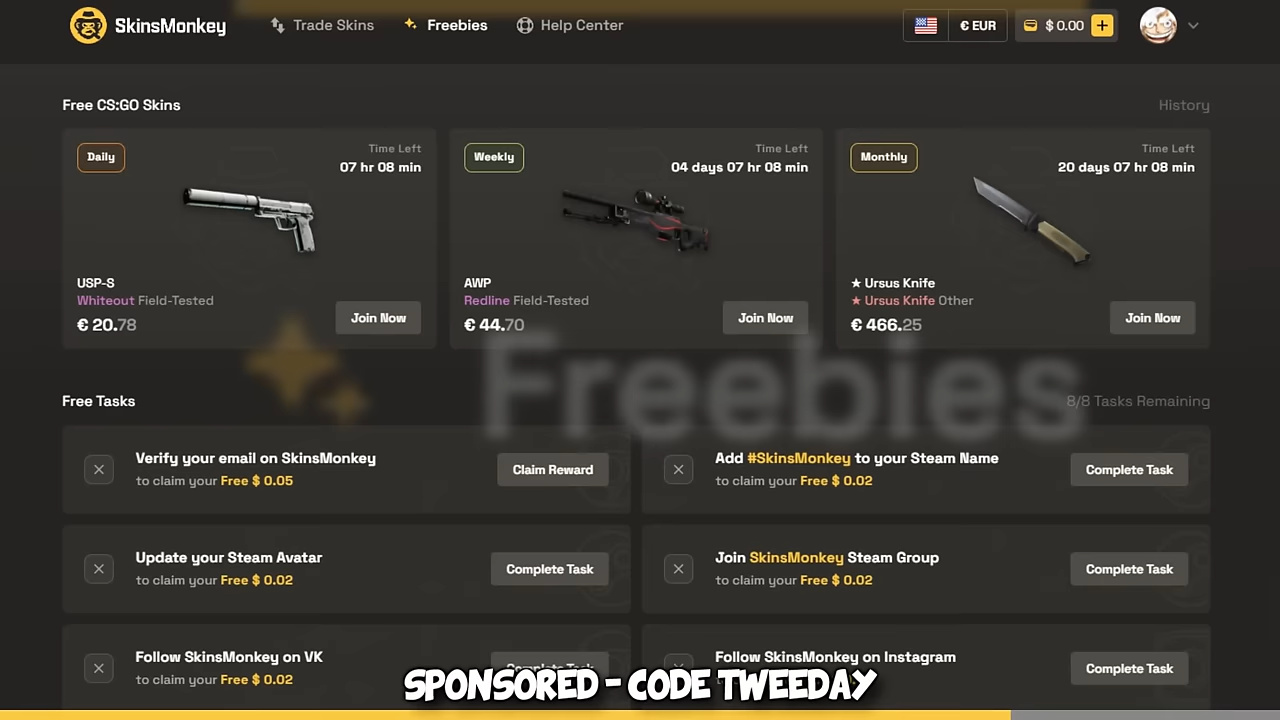 SkinsMonkey
Trade Skins
Freebies
Help Center
€ EUR
$ 0.00
Free CS:GO Skins
History
Daily
Time Left
07 hr 08 min
USP-S
Whiteout Field-Tested
€ 20.78
Join Now
Weekly
Time Left
04 days 07 hr 08 min
AWP
Redline Field-Tested
€ 44.70
Join Now
Monthly
Time Left
20 days 07 hr 08 min
★ Ursus Knife
★ Ursus Knife Other
€ 466.25
Join Now
Freebies
Free Tasks
8/8 Tasks Remaining
Verify your email on SkinsMonkey
to claim your Free $ 0.05
Claim Reward
Add #SkinsMonkey to your Steam Name
to claim your Free $ 0.02
Complete Task
Update your Steam Avatar
to claim your Free $ 0.02
Complete Task
Join SkinsMonkey Steam Group
to claim your Free $ 0.02
Complete Task
Follow SkinsMonkey on VK
to claim your Free $ 0.02
Complete Task
Follow SkinsMonkey on Instagram
Complete Task
SPONSORED - CODE TWEEDAY